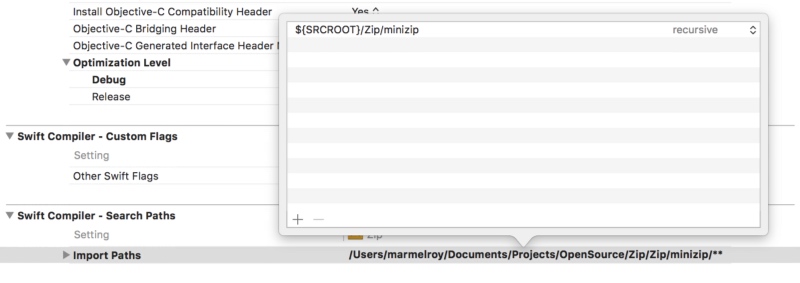 Install Objective-C Compatibility Header Yes
Objective-C Bridging Header
Objective-C Generated Interface Header
Optimization Level
Debug
Release
${SRCROOT}/Zip/minizip recursive
Swift Compiler - Custom Flags
Setting
Other Swift Flags
Swift Compiler - Search Paths
Setting Zip
Import Paths /Users/marmelroy/Documents/Projects/OpenSource/Zip/Zip/minizip/**